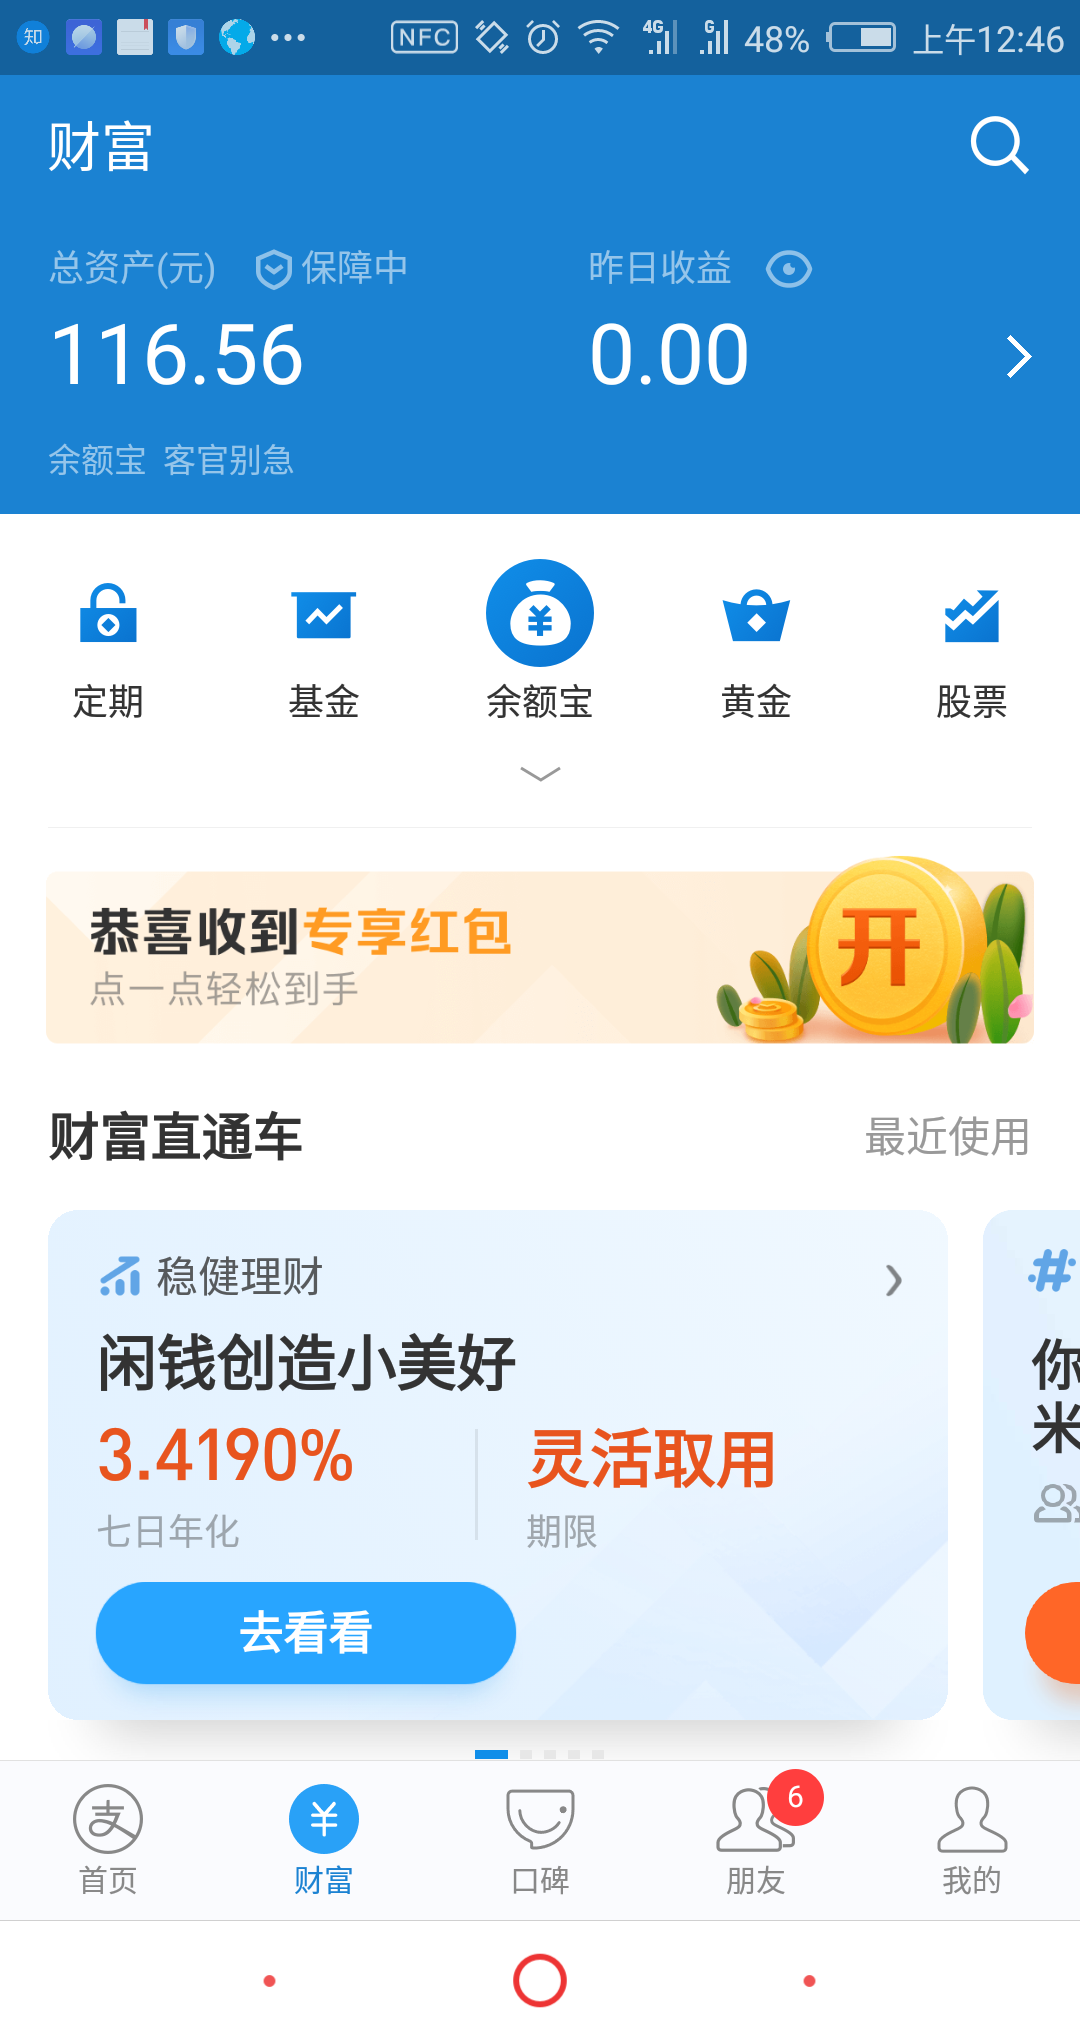 知 NFC 4G G 48% 上午12:46
财富
总资产(元) 保障中 昨日收益
116.56 0.00
余额宝 客官别急
定期 基金 余额宝 黄金 股票
恭喜收到专享红包
点一点轻松到手
开
财富直通车 最近使用
稳健理财
闲钱创造小美好
3.4190% 灵活取用
七日年化 期限
去看看
#
你
米
支 ¥ 6
首页 财富 口碑 朋友 我的